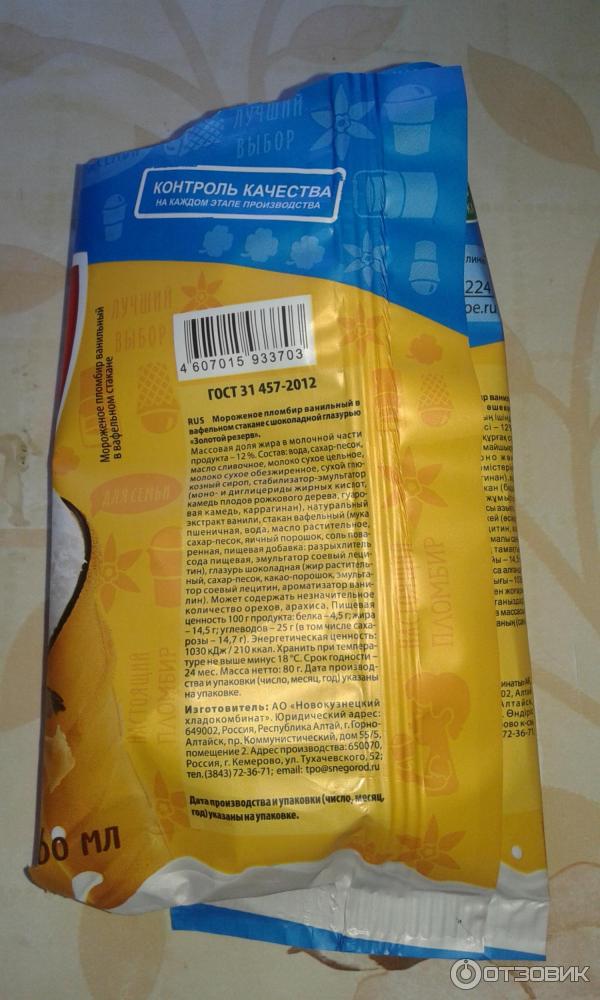 ЛУЧШИЙ
ВЫБОР
КОНТРОЛЬ КАЧЕСТВА
НА КАЖДОМ ЭТАПЕ ПРОИЗВОДСТВА
ЛУЧШИЙ
ВЫБОР
Мороженое пломбир ванильный
в вафельном стакане
4 607015 933703
ГОСТ 31 457-2012
RUS Мороженое пломбир ванильный в
вафельном стакане с шоколадной глазурью
«Золотой резерв».
Массовая доля жира в молочной части
продукта – 12 %. Состав: вода, сахар-песок,
масло сливочное, молоко сухое цельное,
молоко сухое обезжиренное, сухой глю-
козный сироп, стабилизатор-эмульгатор
(моно- и диглицериды жирных кислот,
камедь плодов рожкового дерева, гуаро-
вая камедь, каррагинан), натуральный
экстракт ванили, стакан вафельный (мука
пшеничная, вода, масло растительное,
сахар-песок, яичный порошок, соль пова-
ренная, пищевая добавка: разрыхлитель
сода пищевая, эмульгатор соевый леци-
тин), глазурь шоколадная (жир раститель-
ный, сахар-песок, какао-порошок, эмульга-
тор соевый лецитин, ароматизатор вани-
лин). Может содержать незначительное
количество орехов, арахиса. Пищевая
ценность 100 г продукта: белка – 4,5 г; жира
– 14,5 г; углеводов – 25 г (в том числе саха-
розы – 14,7 г). Энергетическая ценность:
1030 кДж / 210 ккал. Хранить при темпера-
туре не выше минус 18 °С. Срок годности –
24 мес. Масса нетто: 80 г. Дата производс-
тва и упаковки (число, месяц, год) указаны
на упаковке.
Изготовитель: АО «Новокузнецкий
хладокомбинат». Юридический адрес:
649002, Россия, Республика Алтай, г. Горно-
Алтайск, пр. Коммунистический, дом 55/5,
помещение 2. Адрес производства: 650070,
Россия, г. Кемерово, ул. Тухачевского, 52;
тел.(3843) 72-36-71; email: tpo@snegorod.ru
Дата производства и упаковки (число, месяц,
год) указаны на упаковке.
ДЛЯ СЕМЬИ
НАСТОЯЩИЙ
ПЛОМБИР
ПЛОМБИР
60 МЛ
224
pe.ru
ОТЗОВИК